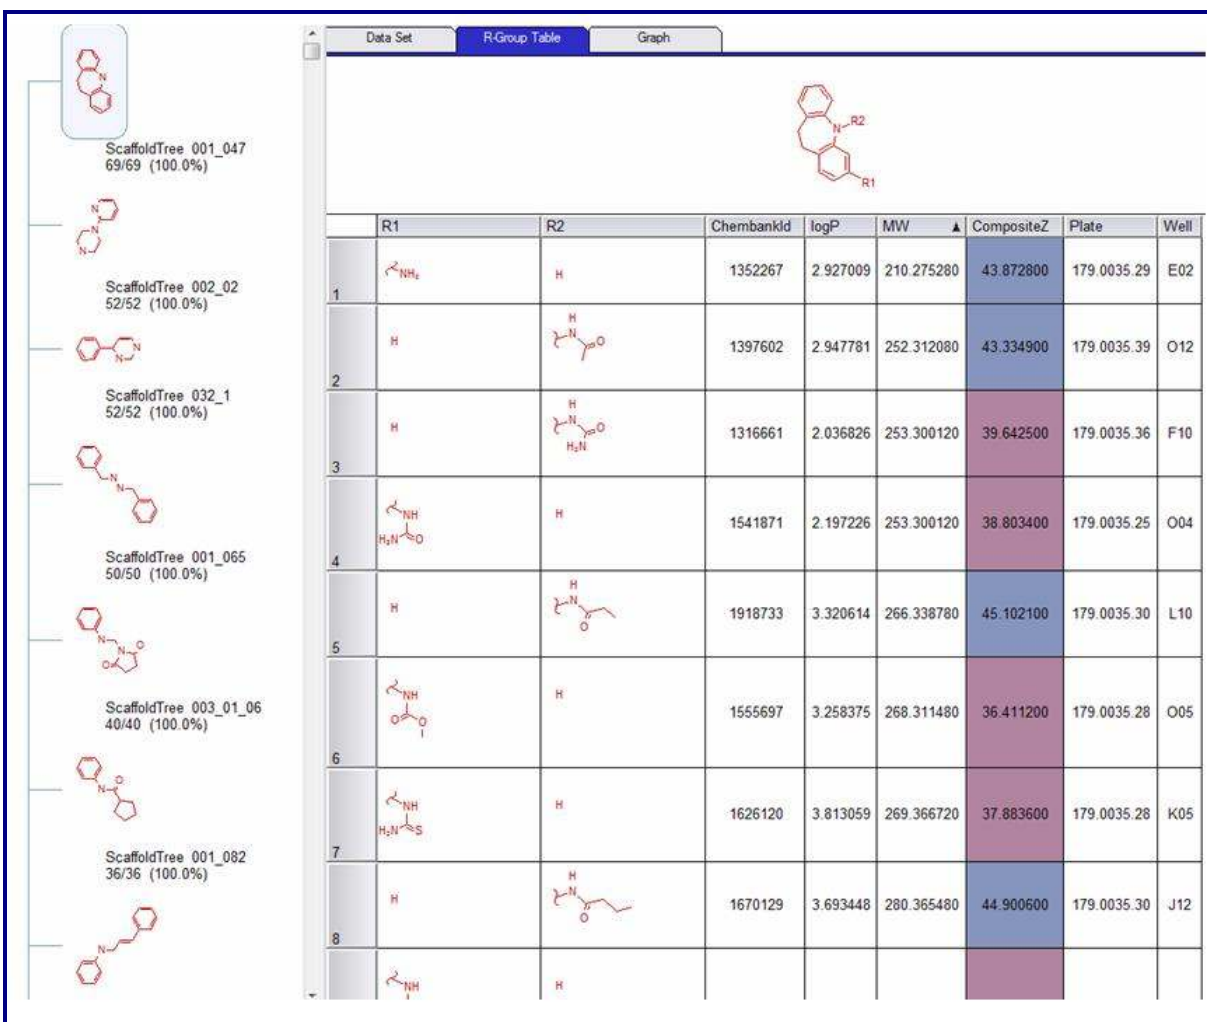 Data Set R-Group Table Graph
N
N R2
R1
ScaffoldTree 001_047
69/69 (100.0%)
N
N
N
ScaffoldTree 002_02
52/52 (100.0%)
N
N
ScaffoldTree 032_1
52/52 (100.0%)
N
N
ScaffoldTree 001_065
50/50 (100.0%)
N
N O
O
ScaffoldTree 003_01_06
40/40 (100.0%)
O
N
ScaffoldTree 001_082
36/36 (100.0%)
N
R1 R2 ChembankId logP MW CompositeZ Plate Well
1 NH₂ H 1352267 2.927009 210.275280 43.872800 179.0035.29 E02
2 H H N O 1397602 2.947781 252.312080 43.334900 179.0035.39 O12
3 H H N O H₂N 1316661 2.036826 253.300120 39.642500 179.0035.36 F10
4 NH H₂N O H 1541871 2.197226 253.300120 38.803400 179.0035.25 O04
5 H H N O 1918733 3.320614 266.338780 45.102100 179.0035.30 L10
6 NH O O H 1555697 3.258375 268.311480 36.411200 179.0035.28 O05
7 NH H₂N S H 1626120 3.813059 269.366720 37.883600 179.0035.28 K05
8 H H N O 1670129 3.693448 280.365480 44.900600 179.0035.30 J12
NH H